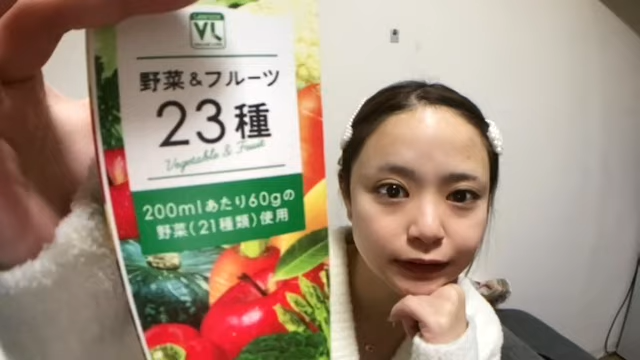 VL
野菜&フルーツ
23種
Vegetable & Fruit
200mlあたり60gの
野菜(21種類)使用